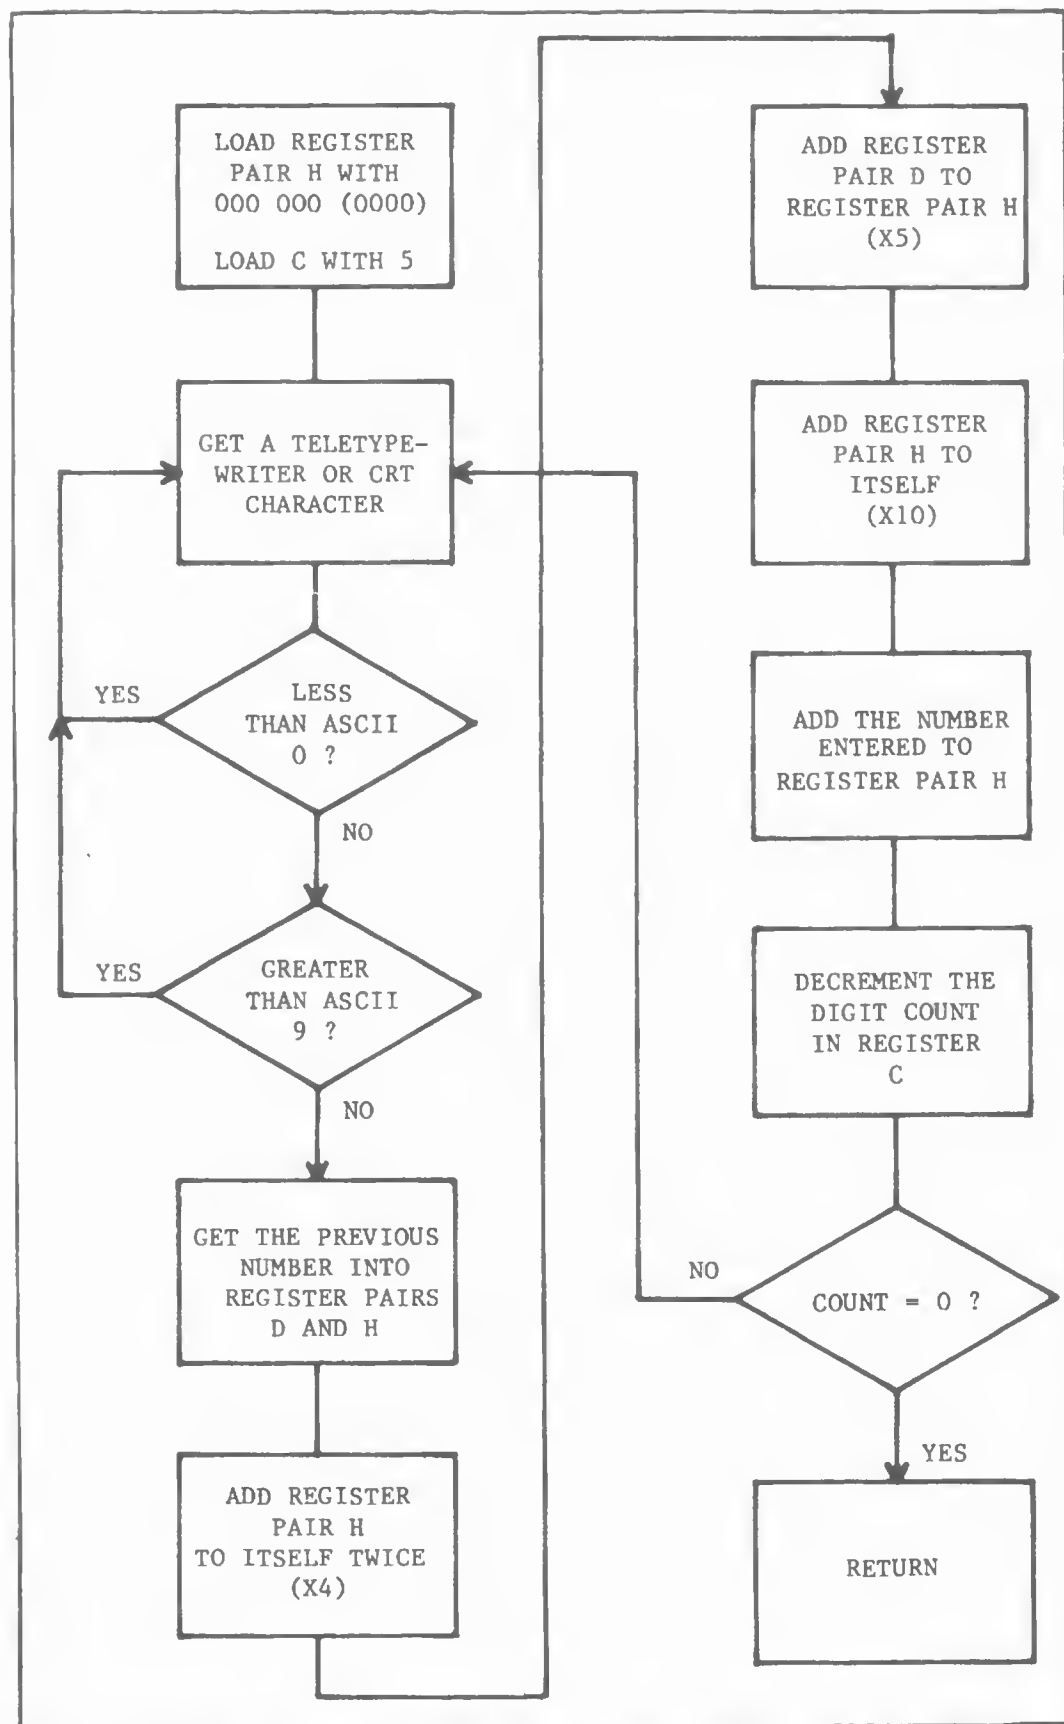 LOAD REGISTER
PAIR H WITH
000 000 (0000)
LOAD C WITH 5
GET A TELETYPE-
WRITER OR CRT
CHARACTER
YES
LESS
THAN ASCII
0 ?
NO
YES
GREATER
THAN ASCII
9 ?
NO
GET THE PREVIOUS
NUMBER INTO
REGISTER PAIRS
D AND H
ADD REGISTER
PAIR H
TO ITSELF TWICE
(X4)
ADD REGISTER
PAIR D TO
REGISTER PAIR H
(X5)
ADD REGISTER
PAIR H TO
ITSELF
(X10)
ADD THE NUMBER
ENTERED TO
REGISTER PAIR H
DECREMENT THE
DIGIT COUNT
IN REGISTER
C
NO
COUNT = 0 ?
YES
RETURN